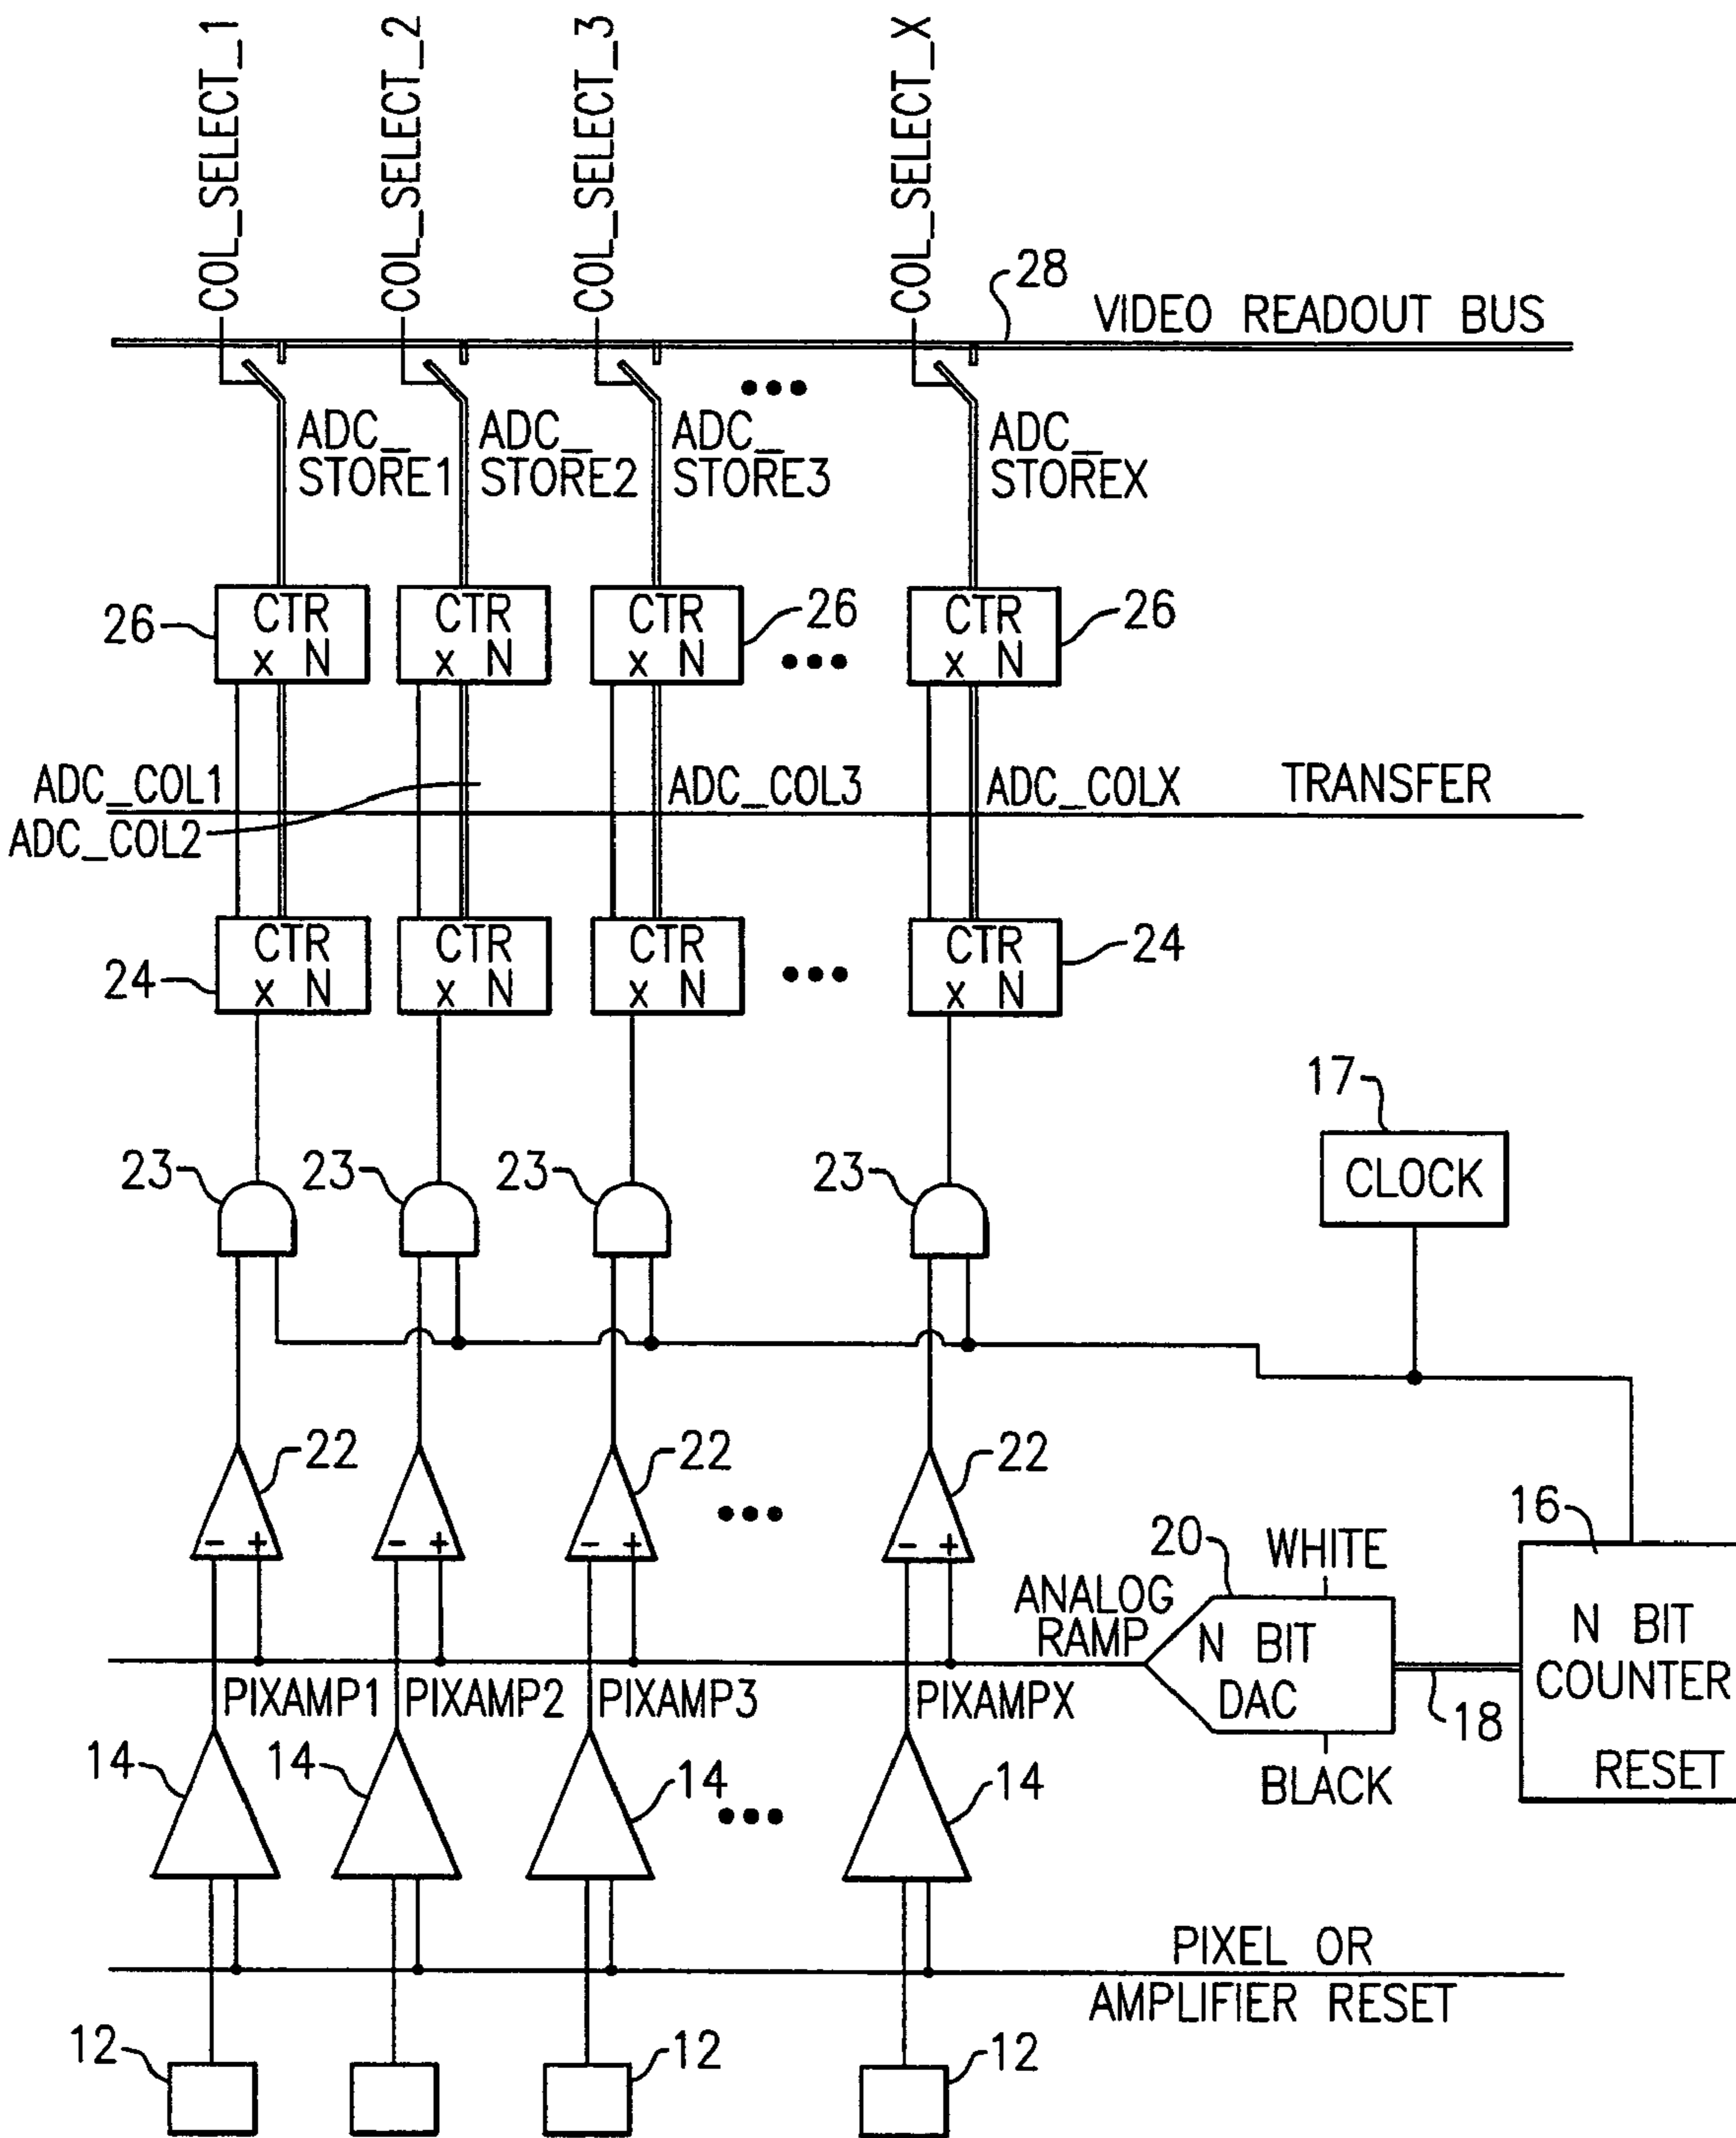 COL_SELECT_1
COL_SELECT_2
COL_SELECT_3
COL_SELECT_X
28
VIDEO READOUT BUS
ADC_
STORE1
ADC_
STORE2
ADC_
STORE3
ADC_
STOREX
26
CTR
x N
CTR
x N
CTR
x N
26
CTR
x N
26
ADC_COL1
ADC_COL2
ADC_COL3
ADC_COLX
TRANSFER
24
CTR
x N
CTR
x N
CTR
x N
CTR
x N
24
17
CLOCK
23
23
23
23
22
22
22
- +
- +
- +
- +
16
20
WHITE
ANALOG
RAMP
N BIT
DAC
BLACK
18
N BIT
COUNTER
RESET
PIXAMP1
PIXAMP2
PIXAMP3
PIXAMPX
14
14
14
14
PIXEL OR
AMPLIFIER RESET
12
12
12